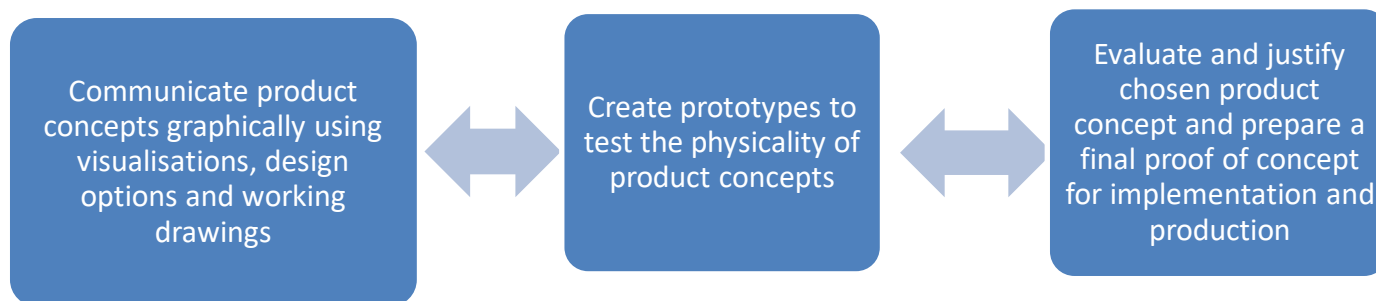 Communicate product
concepts graphically using
visualisations, design
options and working
drawings
Create prototypes to
test the physicality of
product concepts
Evaluate and justify
chosen product
concept and prepare a
final proof of concept
for implementation and
production